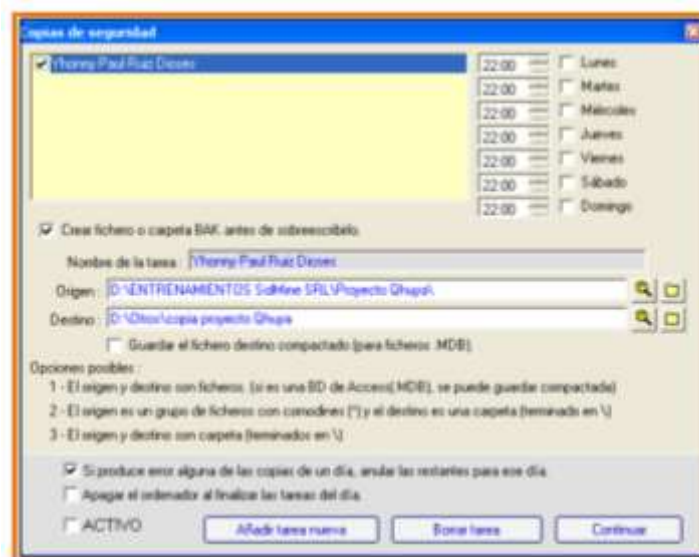 Copias de seguridad
Yhonny Paul Ruiz Dioses
22:00 Lunes
22:00 Martes
22:00 Miércoles
22:00 Jueves
22:00 Viernes
22:00 Sábado
22:00 Domingo
Crear fichero o carpeta BAK antes de sobreescribirlo.
Nombre de la tarea : Yhonny Paul Ruiz Dioses
Origen : D:\ENTRENAMIENTOS SolMine SRL\Proyecto Qhupa\
Destino : D:\Otros\copia proyecto Qhupa
Guardar el fichero destino compactado (para ficheros .MDB).
Opciones posibles :
1 - El origen y destino son ficheros. (si es una BD de Access(.MDB), se puede guardar compactada)
2 - El origen es un grupo de ficheros con comodines (*) y el destino es una carpeta (terminado en \)
3 - El origen y destino son carpeta (terminados en \)
Si produce error alguna de las copias de un día, anular las restantes para ese día.
Apagar el ordenador al finalizar las tareas del día.
ACTIVO Añadir tarea nueva Borrar tarea Continuar